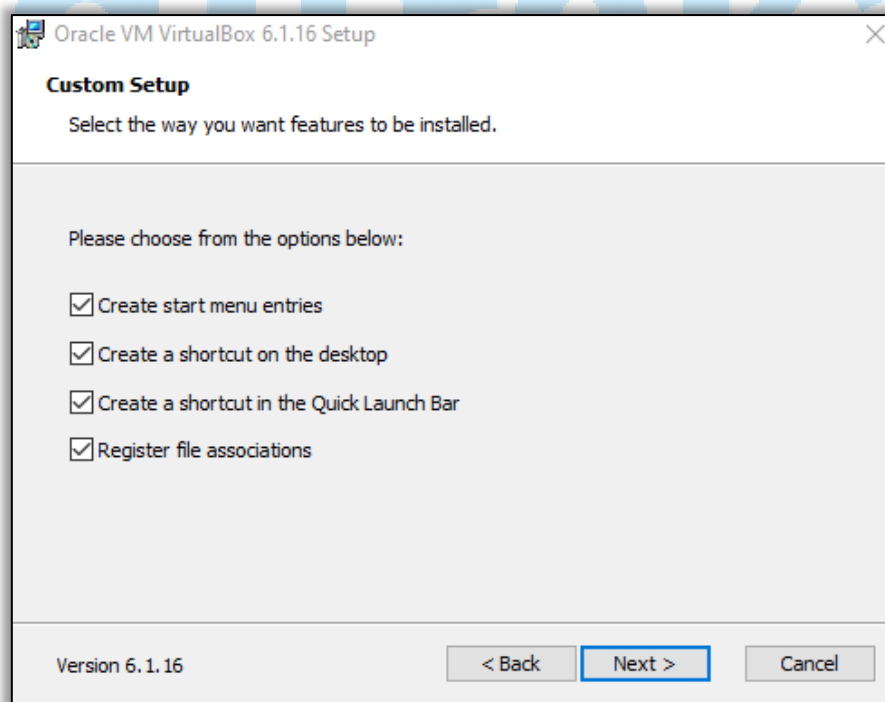 Oracle VM VirtualBox 6.1.16 Setup
Custom Setup
Select the way you want features to be installed.
Please choose from the options below:
Create start menu entries
Create a shortcut on the desktop
Create a shortcut in the Quick Launch Bar
Register file associations
Version 6.1.16
< Back
Next >
Cancel